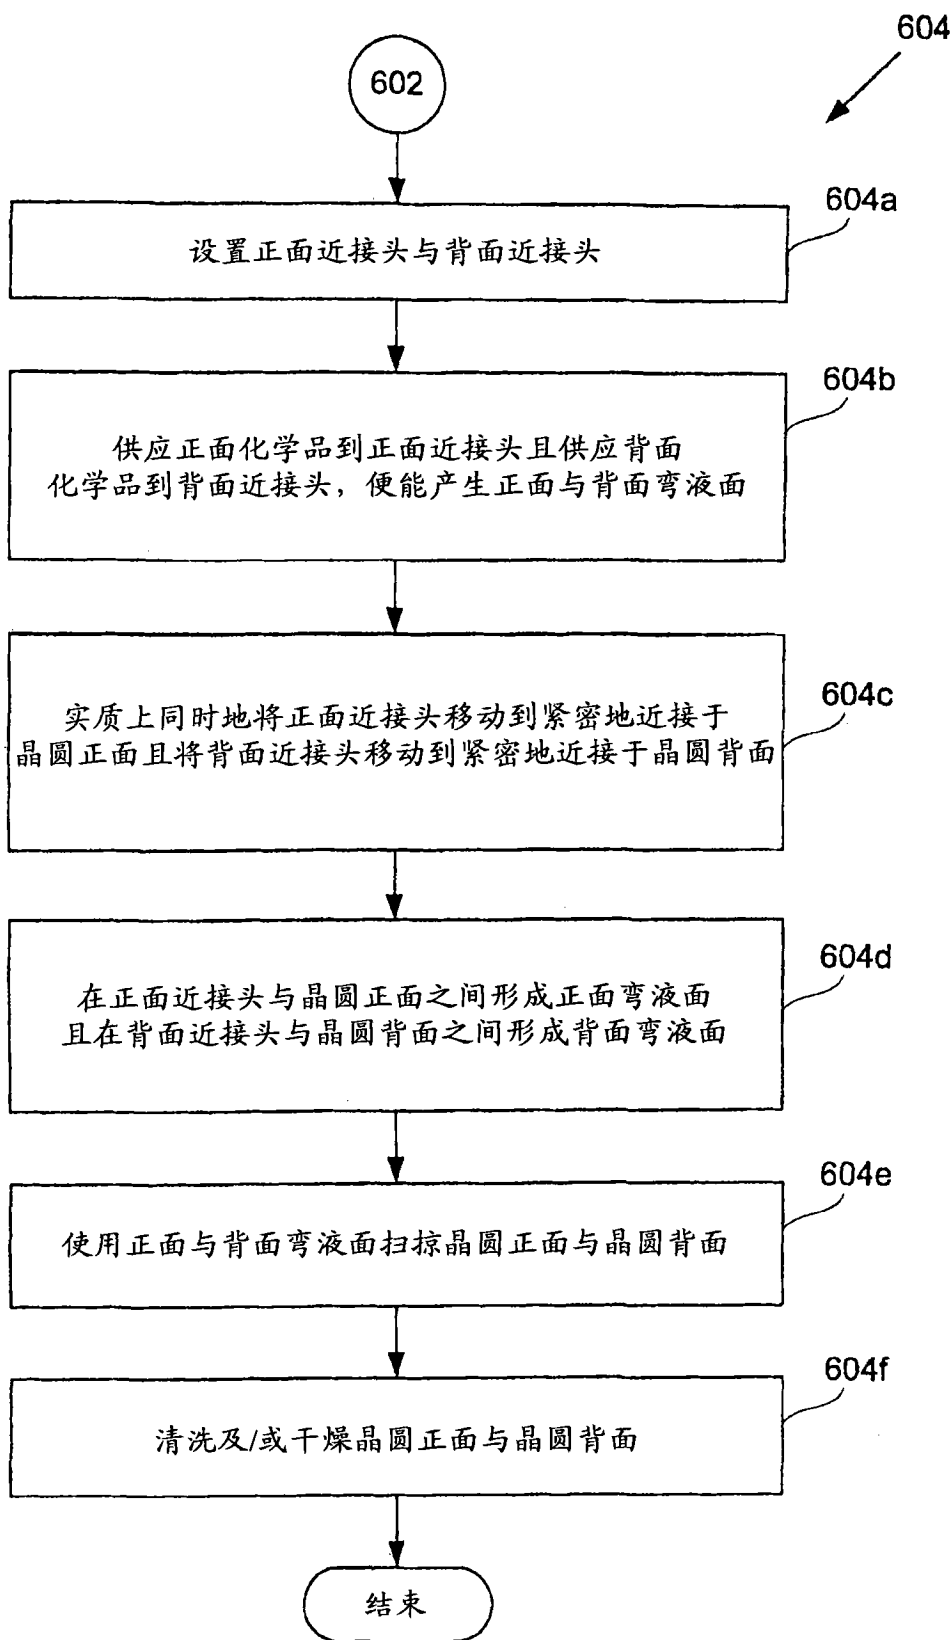 604
602
604a
设置正面近接头与背面近接头
604b
供应正面化学品到正面近接头且供应背面
化学品到背面近接头，便能产生正面与背面弯液面
604c
实质上同时地将正面近接头移动到紧密地近接于
晶圆正面且将背面近接头移动到紧密地近接于晶圆背面
604d
在正面近接头与晶圆正面之间形成正面弯液面
且在背面近接头与晶圆背面之间形成背面弯液面
604e
使用正面与背面弯液面扫掠晶圆正面与晶圆背面
604f
清洗及/或干燥晶圆正面与晶圆背面
结束